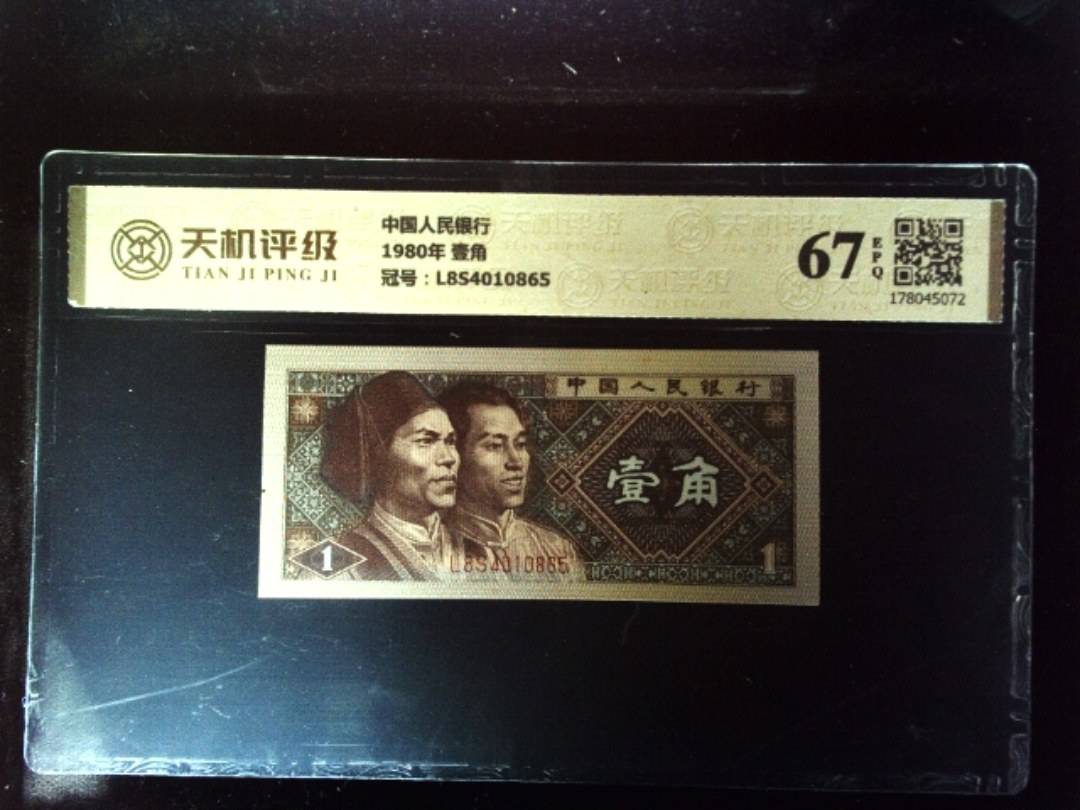 天机评级
TIAN JI PING JI
中国人民银行
1980年 壹角
冠号：L8S4010865
67
EPQ
178045072
中国人民银行
壹角
1
L8S4010865
1